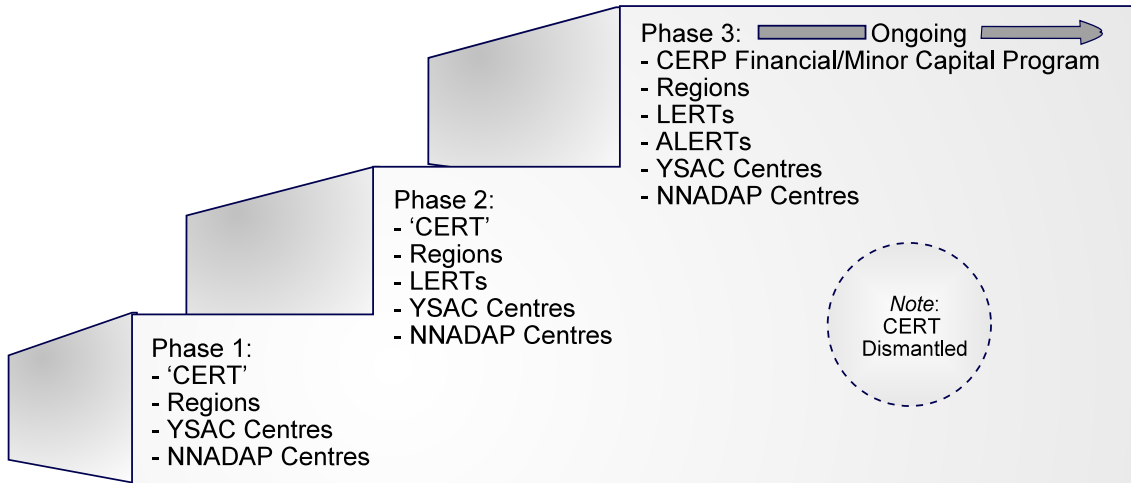 Phase 3: Ongoing
- CERP Financial/Minor Capital Program
- Regions
- LERTs
- ALERTs
- YSAC Centres
- NNADAP Centres
Phase 2:
- ‘CERT’
- Regions
- LERTs
- YSAC Centres
- NNADAP Centres
Note:
CERT
Dismantled
Phase 1:
- ‘CERT’
- Regions
- YSAC Centres
- NNADAP Centres